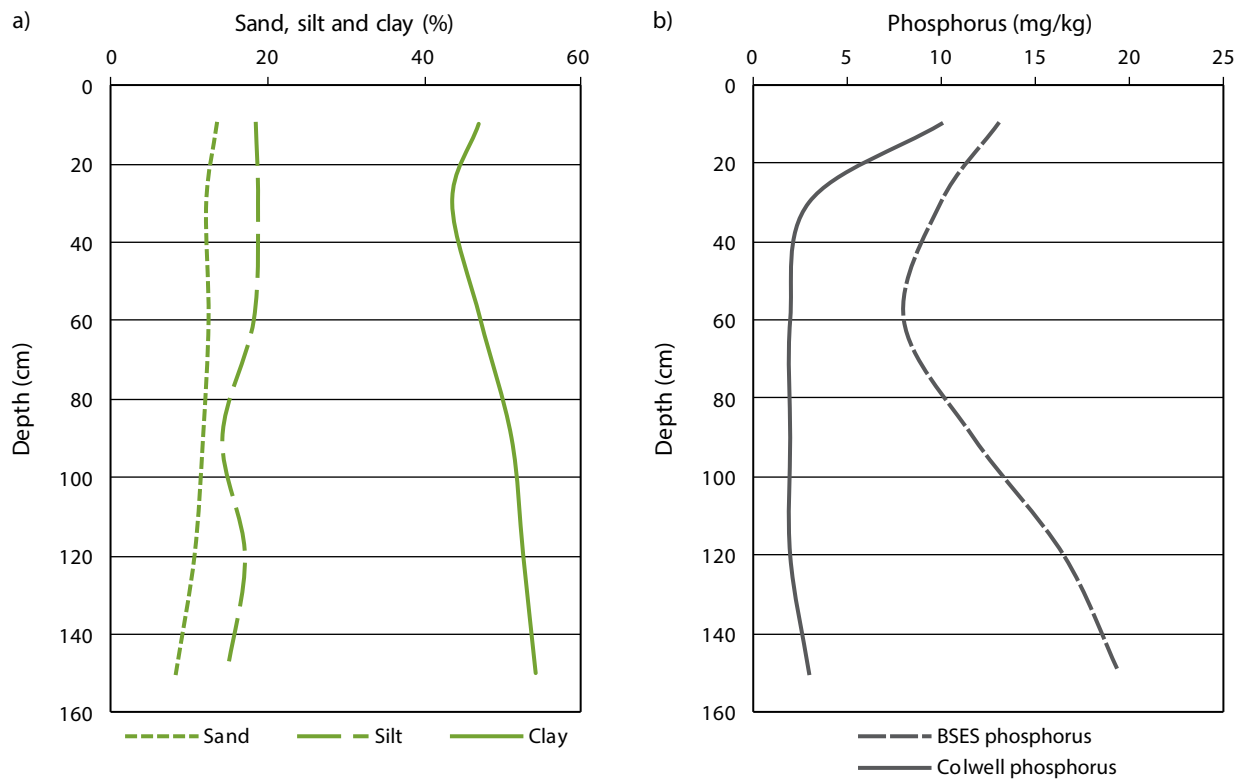 a)
Sand, silt and clay (%)
0 20 40 60
0
20
40
60
80
100
120
140
160
Depth (cm)
Sand Silt Clay
b)
Phosphorus (mg/kg)
0 5 10 15 20 25
0
20
40
60
80
100
120
140
160
Depth (cm)
BSES phosphorus
Colwell phosphorus